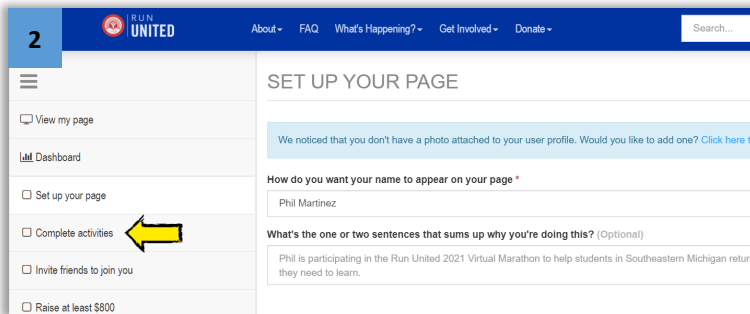 2
RUN
UNITED
About FAQ What's Happening? Get Involved Donate Search...
SET UP YOUR PAGE
View my page
We noticed that you don't have a photo attached to your user profile. Would you like to add one? Click here
Dashboard
How do you want your name to appear on your page *
Set up your page
Phil Martinez
Complete activities
What's the one or two sentences that sums up why you're doing this? (Optional)
Invite friends to join you
Phil is participating in the Run United 2021 Virtual Marathon to help students in Southeastern Michigan
they need to learn.
Raise at least $800